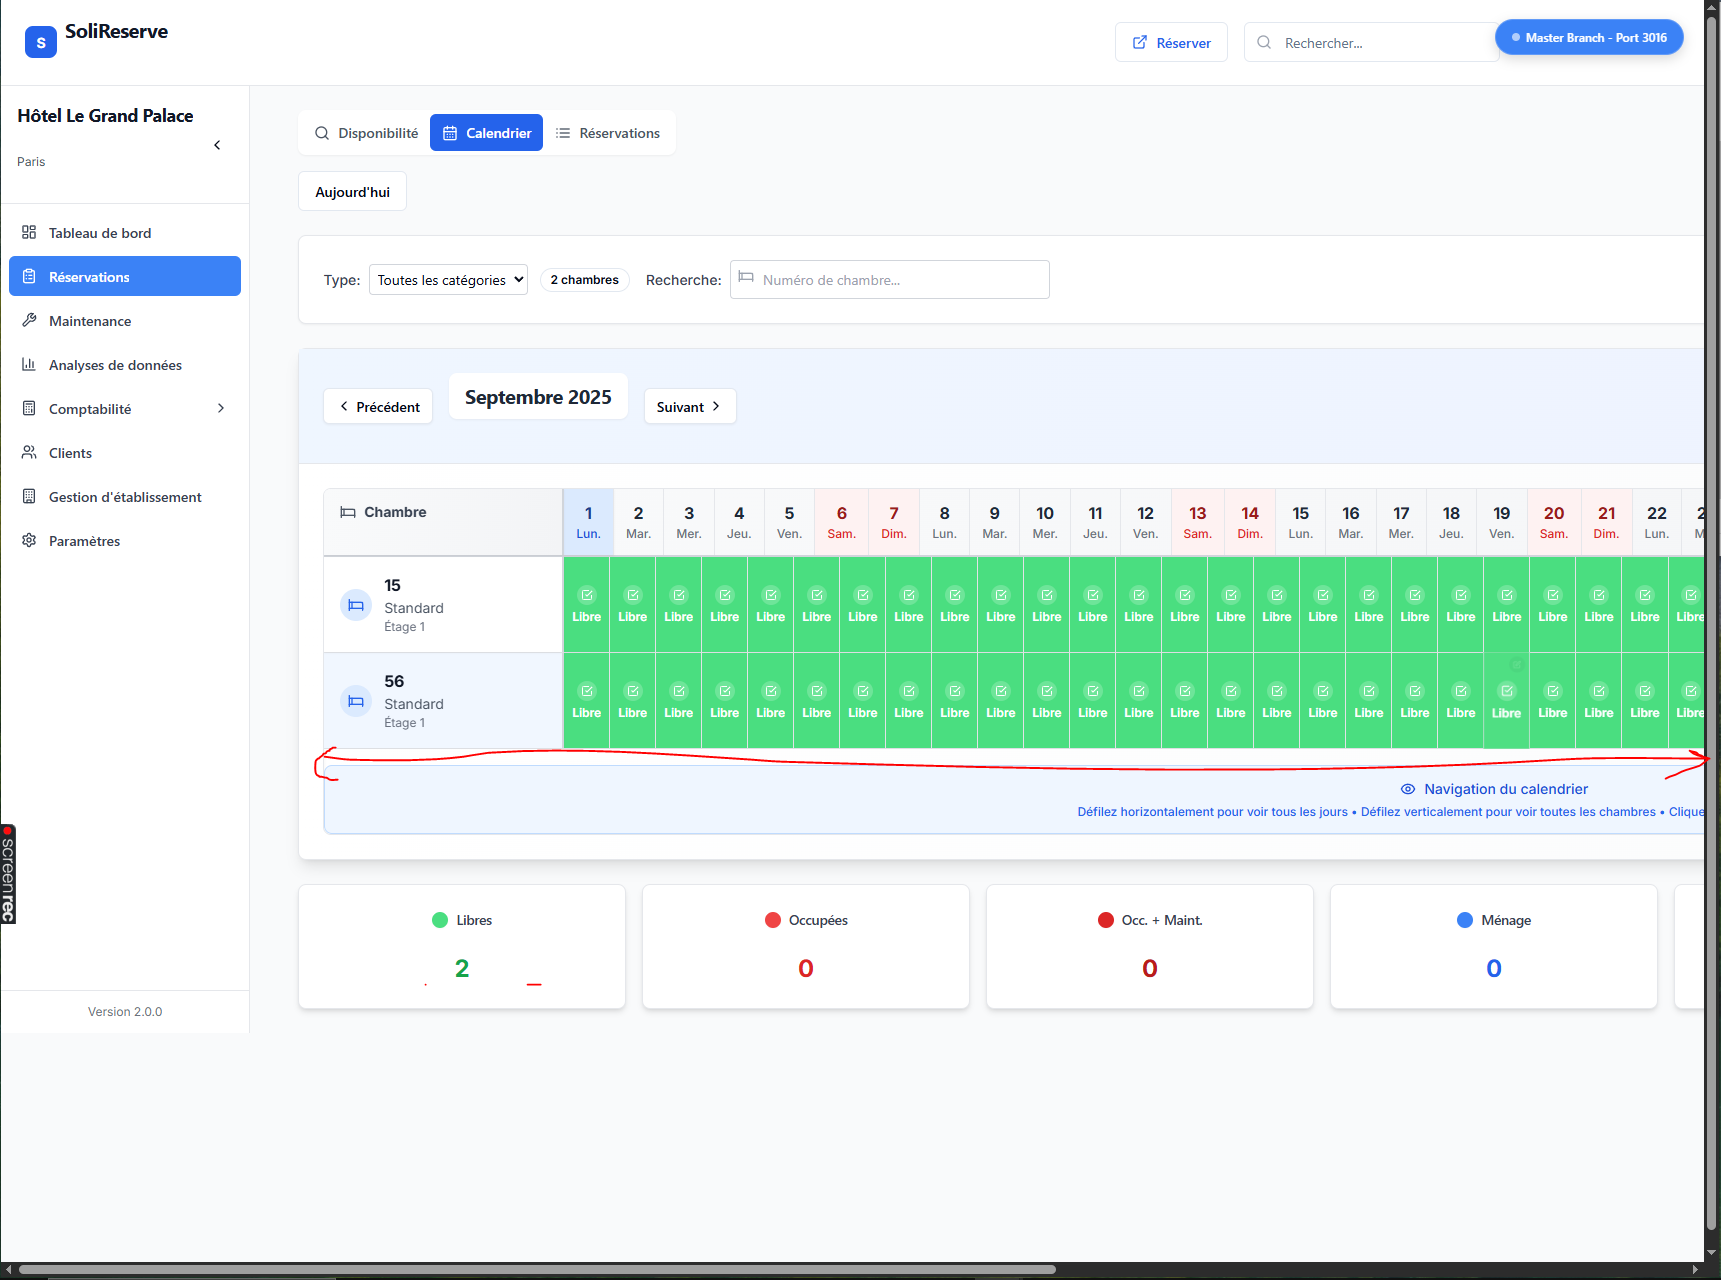 S
SoliReserve
Réserver
Rechercher...
Master Branch - Port 3016
Hôtel Le Grand Palace
Paris
Tableau de bord
Réservations
Maintenance
Analyses de données
Comptabilité
Clients
Gestion d'établissement
Paramètres
Version 2.0.0
screenrec
Disponibilité
Calendrier
Réservations
Aujourd'hui
Type:
Toutes les catégories
2 chambres
Recherche:
Numéro de chambre...
Précédent
Septembre 2025
Suivant
Chambre
1 2 3 4 5 6 7 8 9 10 11 12 13 14 15 16 17 18 19 20 21 22
Lun. Mar. Mer. Jeu. Ven. Sam. Dim. Lun. Mar. Mer. Jeu. Ven. Sam. Dim. Lun. Mar. Mer. Jeu. Ven. Sam. Dim. Lun.
15
Standard
Étage 1
Libre Libre Libre Libre Libre Libre Libre Libre Libre Libre Libre Libre Libre Libre Libre Libre Libre Libre Libre Libre Libre Libre Libre Libre Libre
56
Standard
Étage 1
Libre Libre Libre Libre Libre Libre Libre Libre Libre Libre Libre Libre Libre Libre Libre Libre Libre Libre Libre Libre Libre Libre Libre Libre Libre
Navigation du calendrier
Défilez horizontalement pour voir tous les jours • Défilez verticalement pour voir toutes les chambres • Clique
Libres
2
Occupées
0
Occ. + Maint.
0
Ménage
0